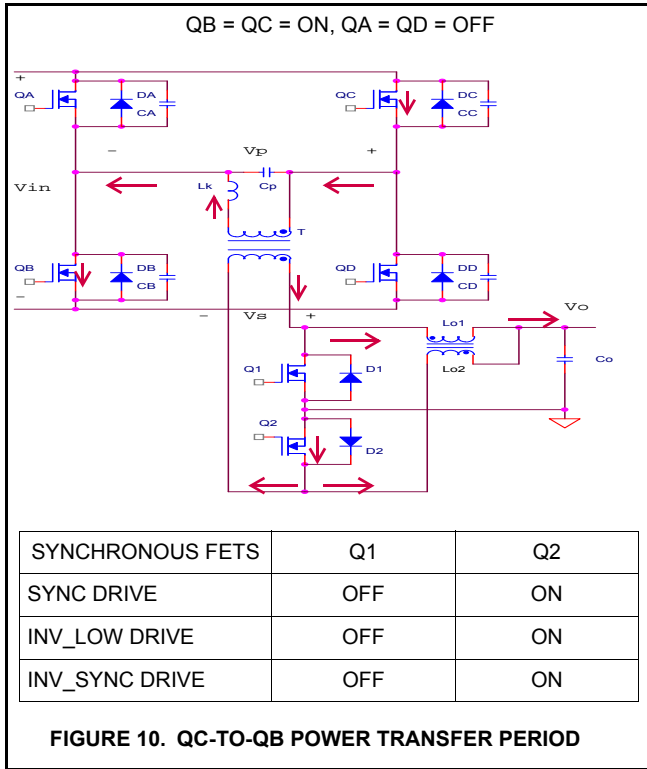 QB = QC = ON, QA = QD = OFF
+
QA
DA
CA
QC
DC
CC
–
Vp
+
Vin
Lk
Cp
T
QB
DB
CB
QD
DD
CD
–
–
Vs
+
Lo1
Vo
Q1
D1
Lo2
Co
Q2
D2
SYNCHRONOUS FETS Q1 Q2
SYNC DRIVE OFF ON
INV_LOW DRIVE OFF ON
INV_SYNC DRIVE OFF ON
FIGURE 10. QC-TO-QB POWER TRANSFER PERIOD